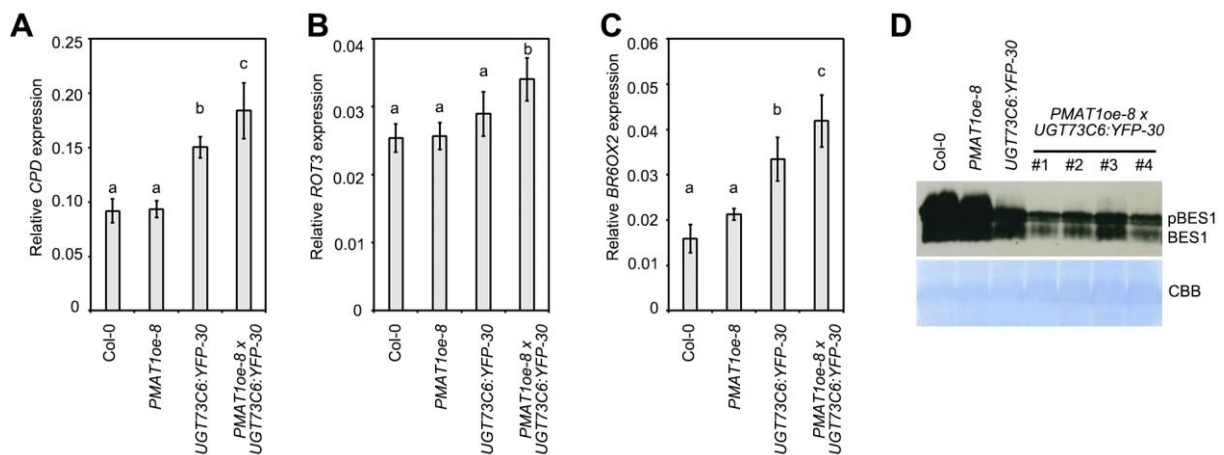 A
Relative CPD expression
0.25
0.20
0.15
0.10
0.05
0
a
a
b
c
Col-0
PMAT1oe-8
UGT73C6:YFP-30
PMAT1oe-8 x
UGT73C6:YFP-30
B
Relative ROT3 expression
0.04
0.03
0.02
0.01
0
a
a
a
b
Col-0
PMAT1oe-8
UGT73C6:YFP-30
PMAT1oe-8 x
UGT73C6:YFP-30
C
Relative BR6OX2 expression
0.06
0.05
0.04
0.03
0.02
0.01
0.0
a
a
b
c
Col-0
PMAT1oe-8
UGT73C6:YFP-30
PMAT1oe-8 x
UGT73C6:YFP-30
D
Col-0
PMAT1oe-8
UGT73C6:YFP-30
PMAT1oe-8 x
UGT73C6:YFP-30
#1 #2 #3 #4
pBES1
BES1
CBB